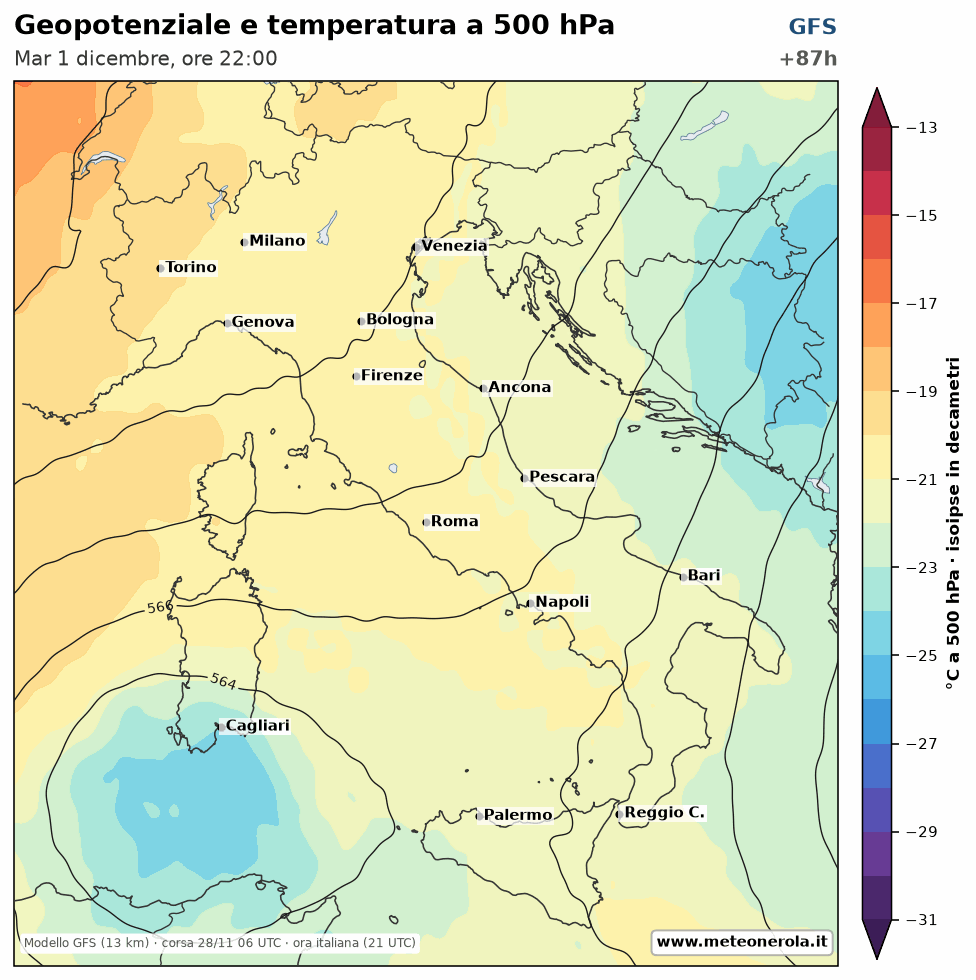 Geopotenziale e temperatura a 500 hPa
GFS
Mar 1 dicembre, ore 22:00
+87h
Milano
Venezia
Torino
Genova
Bologna
Firenze
Ancona
Pescara
Roma
Bari
Napoli
566
564
Cagliari
Palermo
Reggio C.
−13
−15
−17
−19
−21
−23
−25
−27
−29
−31
°C a 500 hPa · isoipse in decametri
Modello GFS (13 km) · corsa 28/11 06 UTC · ora italiana (21 UTC)
www.meteonerola.it